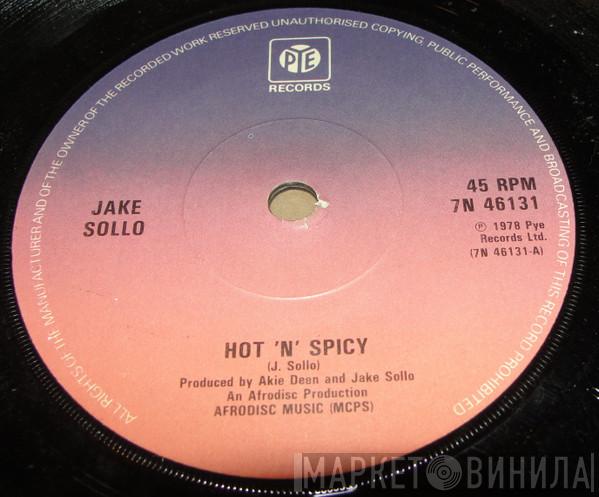 ALL RIGHTS OF THE MANUFACTURER AND OF THE OWNER OF THE RECORDED WORK RESERVED UNAUTHORISED COPYING, PUBLIC PERFORMANCE AND BROADCASTING OF THIS RECORD PROHIBITED
PYE
RECORDS
JAKE
SOLLO
45 RPM
7N 46131
℗ 1978 Pye
Records Ltd.
(7N 46131-A)
HOT 'N' SPICY
(J. Sollo)
Produced by Akie Deen and Jake Sollo
An Afrodisc Production
AFRODISC MUSIC (MCPS)
МАРКЕТ ВИНИЛА